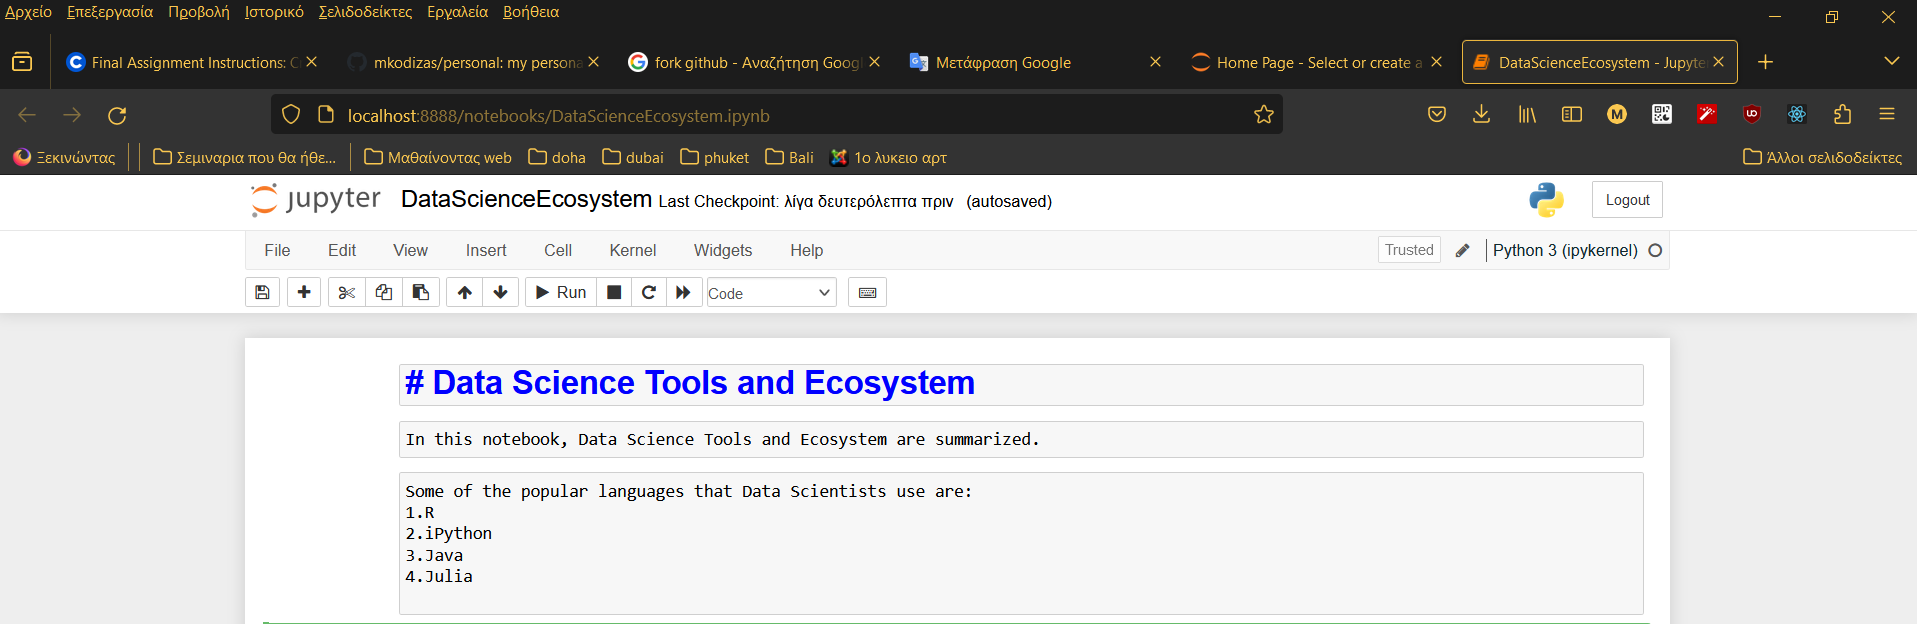 Αρχείο Επεξεργασία Προβολή Ιστορικό Σελιδοδείκτες Εργαλεία Βοήθεια
Final Assignment Instructions: C mkodizas/personal: my persona fork github - Αναζήτηση Goog Μετάφραση Google Home Page - Select or create a DataScienceEcosystem - Jupyte
localhost:8888/notebooks/DataScienceEcosystem.ipynb
Ξεκινώντας Σεμιναρια που θα ήθε... Μαθαίνοντας web doha dubai phuket Bali 1ο λυκειο αρτ Άλλοι σελιδοδείκτες
jupyter DataScienceEcosystem Last Checkpoint: λίγα δευτερόλεπτα πριν (autosaved) Logout
File Edit View Insert Cell Kernel Widgets Help Trusted Python 3 (ipykernel)
Run Code
# Data Science Tools and Ecosystem
In this notebook, Data Science Tools and Ecosystem are summarized.
Some of the popular languages that Data Scientists use are:
1.R
2.iPython
3.Java
4.Julia